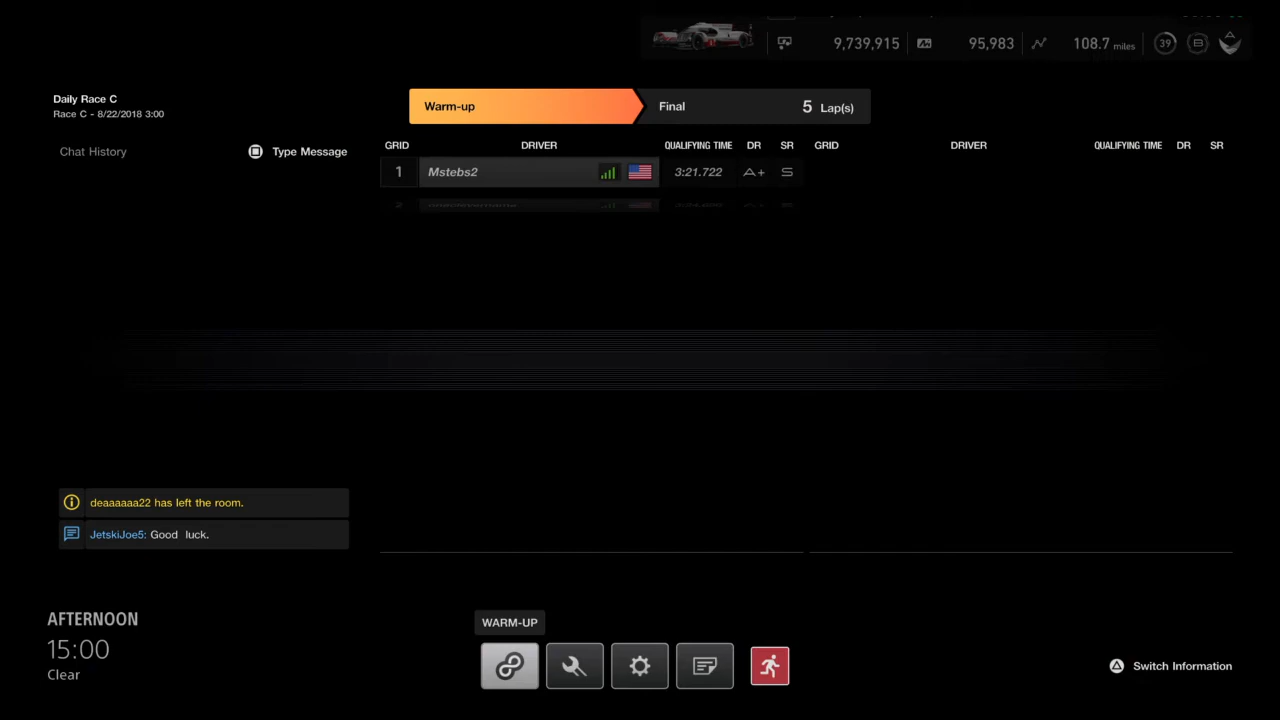 9,739,915 95,983 108.7 miles 39 B A
Daily Race C
Race C - 8/22/2018 3:00
Warm-up Final 5 Lap(s)
Chat History Type Message
GRID DRIVER QUALIFYING TIME DR SR GRID DRIVER QUALIFYING TIME DR SR
1 Mstebs2 3:21.722 A+ S
2
deaaaaaa22 has left the room.
JetskiJoe5: Good luck.
AFTERNOON
15:00
Clear
WARM-UP
Switch Information